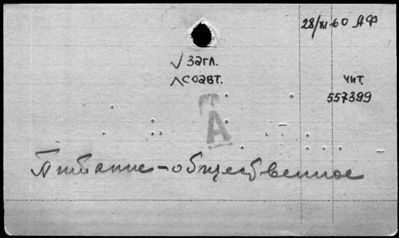 28/XI-60 АФ
√ загл.
^ соавт.
чит.
557399
А
Питание - общественное